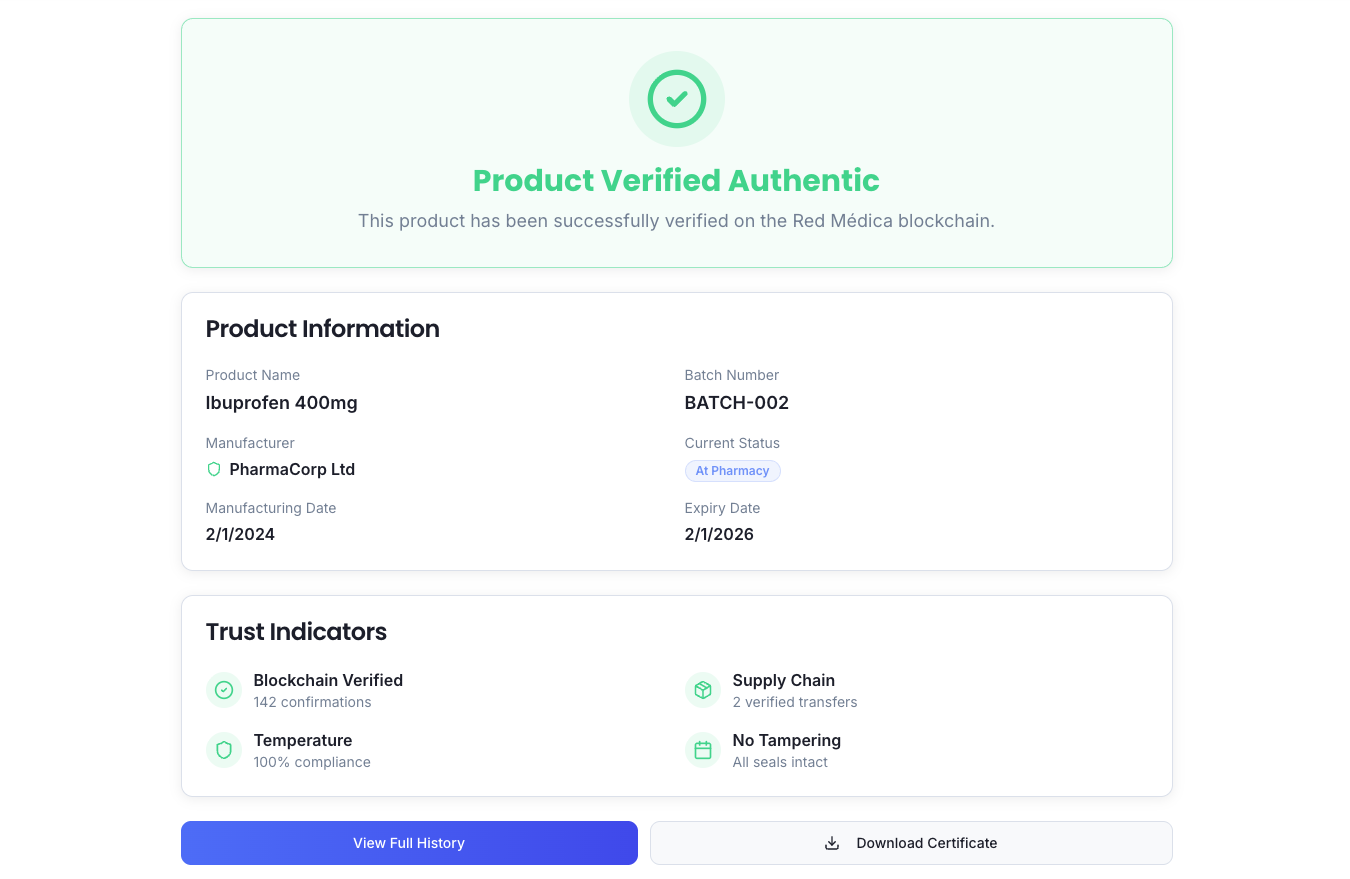 Product Verified Authentic
This product has been successfully verified on the Red Médica blockchain.
Product Information
Product Name
Ibuprofen 400mg
Batch Number
BATCH-002
Manufacturer
PharmaCorp Ltd
Current Status
At Pharmacy
Manufacturing Date
2/1/2024
Expiry Date
2/1/2026
Trust Indicators
Blockchain Verified
142 confirmations
Supply Chain
2 verified transfers
Temperature
100% compliance
No Tampering
All seals intact
View Full History
Download Certificate